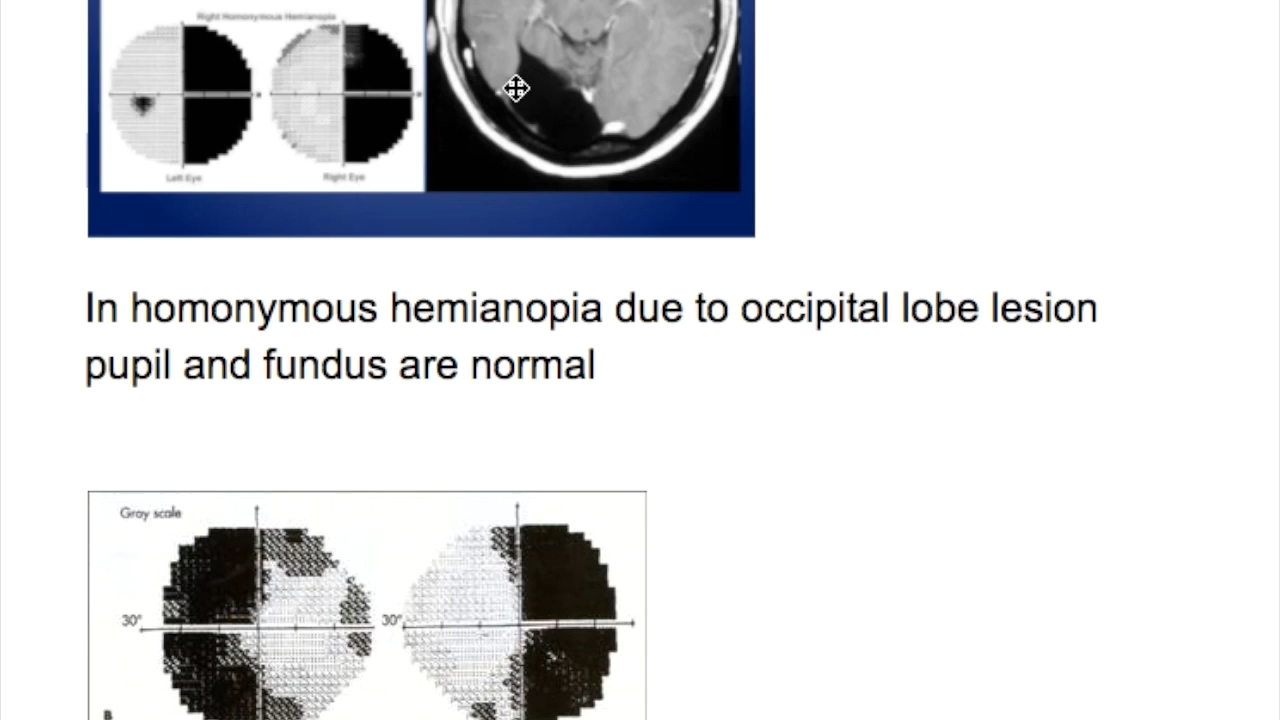 Right Homonymous Hemianopia
Left Eye
Right Eye
In homonymous hemianopia due to occipital lobe lesion
pupil and fundus are normal
Gray scale
30°
30°
B